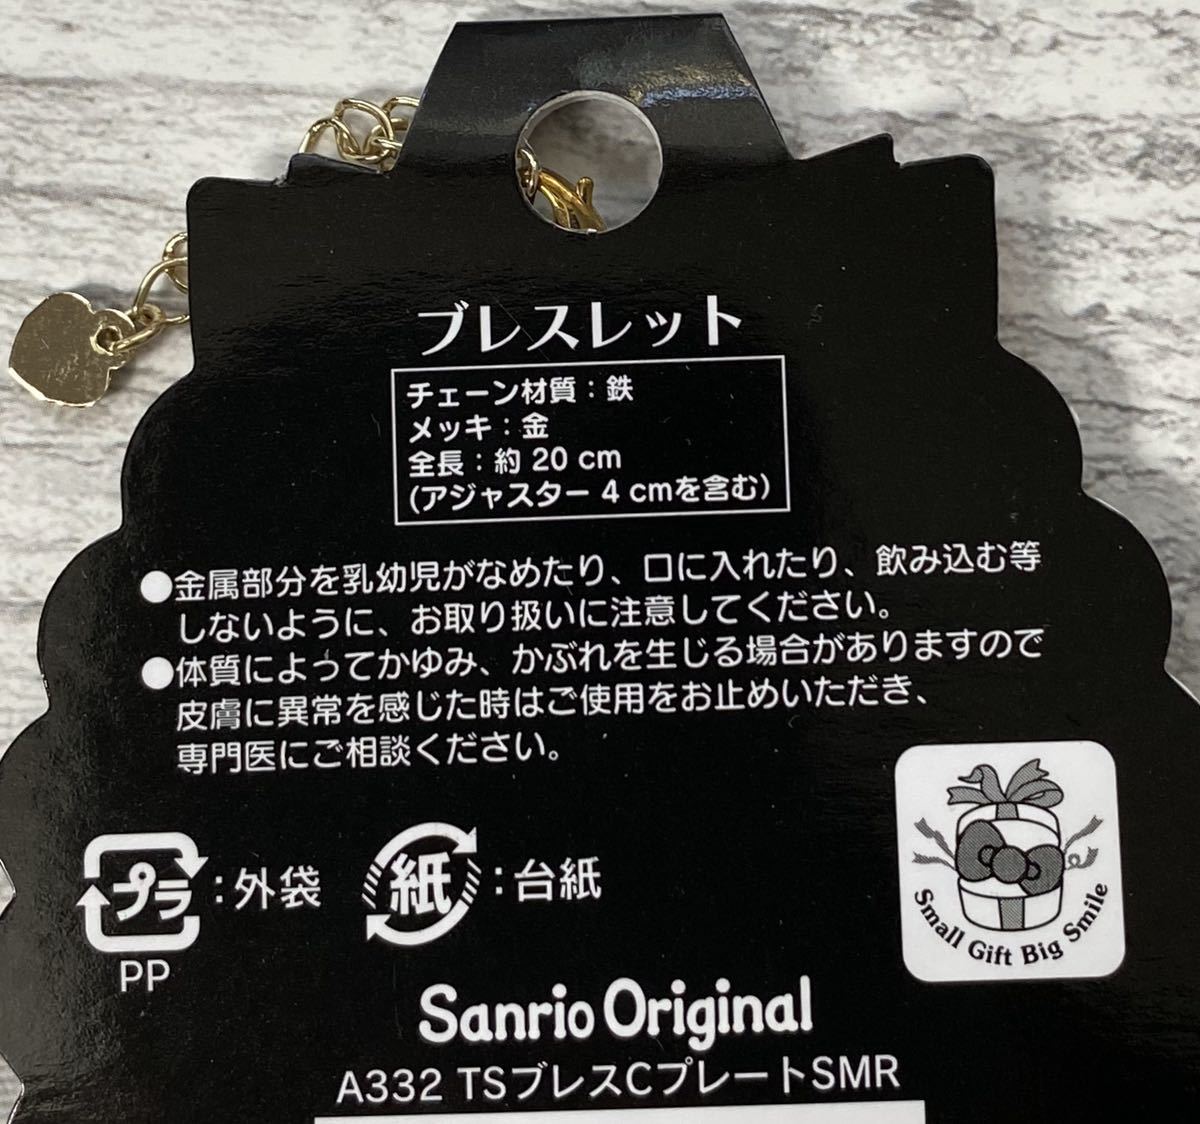 ブレスレット
チェーン材質：鉄
メッキ：金
全長：約 20 cm
(アジャスター 4 cmを含む)
●金属部分を乳幼児がなめたり、口に入れたり、飲み込む等
しないように、お取り扱いに注意してください。
●体質によってかゆみ、かぶれを生じる場合がありますので
皮膚に異常を感じた時はご使用をお止めいただき、
専門医にご相談ください。
プラ：外袋 紙：台紙
PP
Small Gift Big Smile
Sanrio Original
A332 TSブレスCプレートSMR